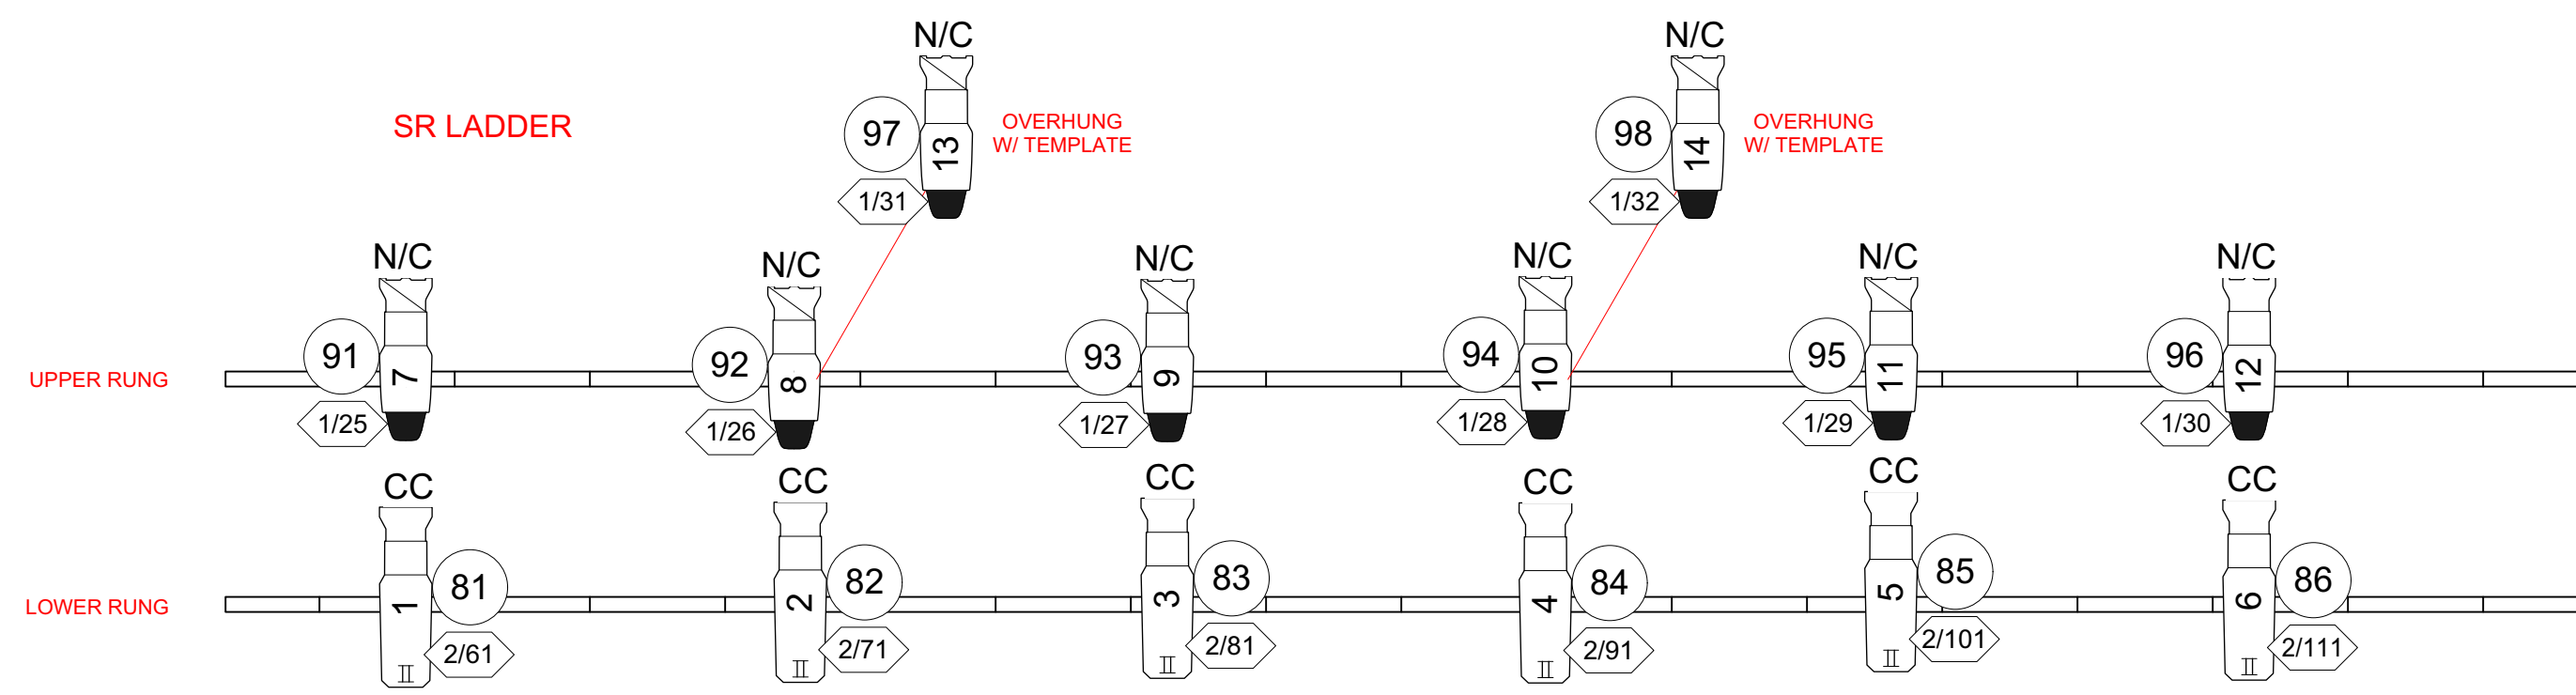 N/C
N/C
SR LADDER
97
13
OVERHUNG
W/ TEMPLATE
98
14
OVERHUNG
W/ TEMPLATE
1/31
1/32
N/C
N/C
N/C
N/C
N/C
N/C
UPPER RUNG
91
7
92
8
93
9
94
10
95
11
96
12
1/25
1/26
1/27
1/28
1/29
1/30
CC
CC
CC
CC
CC
CC
LOWER RUNG
1
81
2
82
3
83
4
84
5
85
6
86
2/61
2/71
2/81
2/91
2/101
2/111
II
II
II
II
II
II